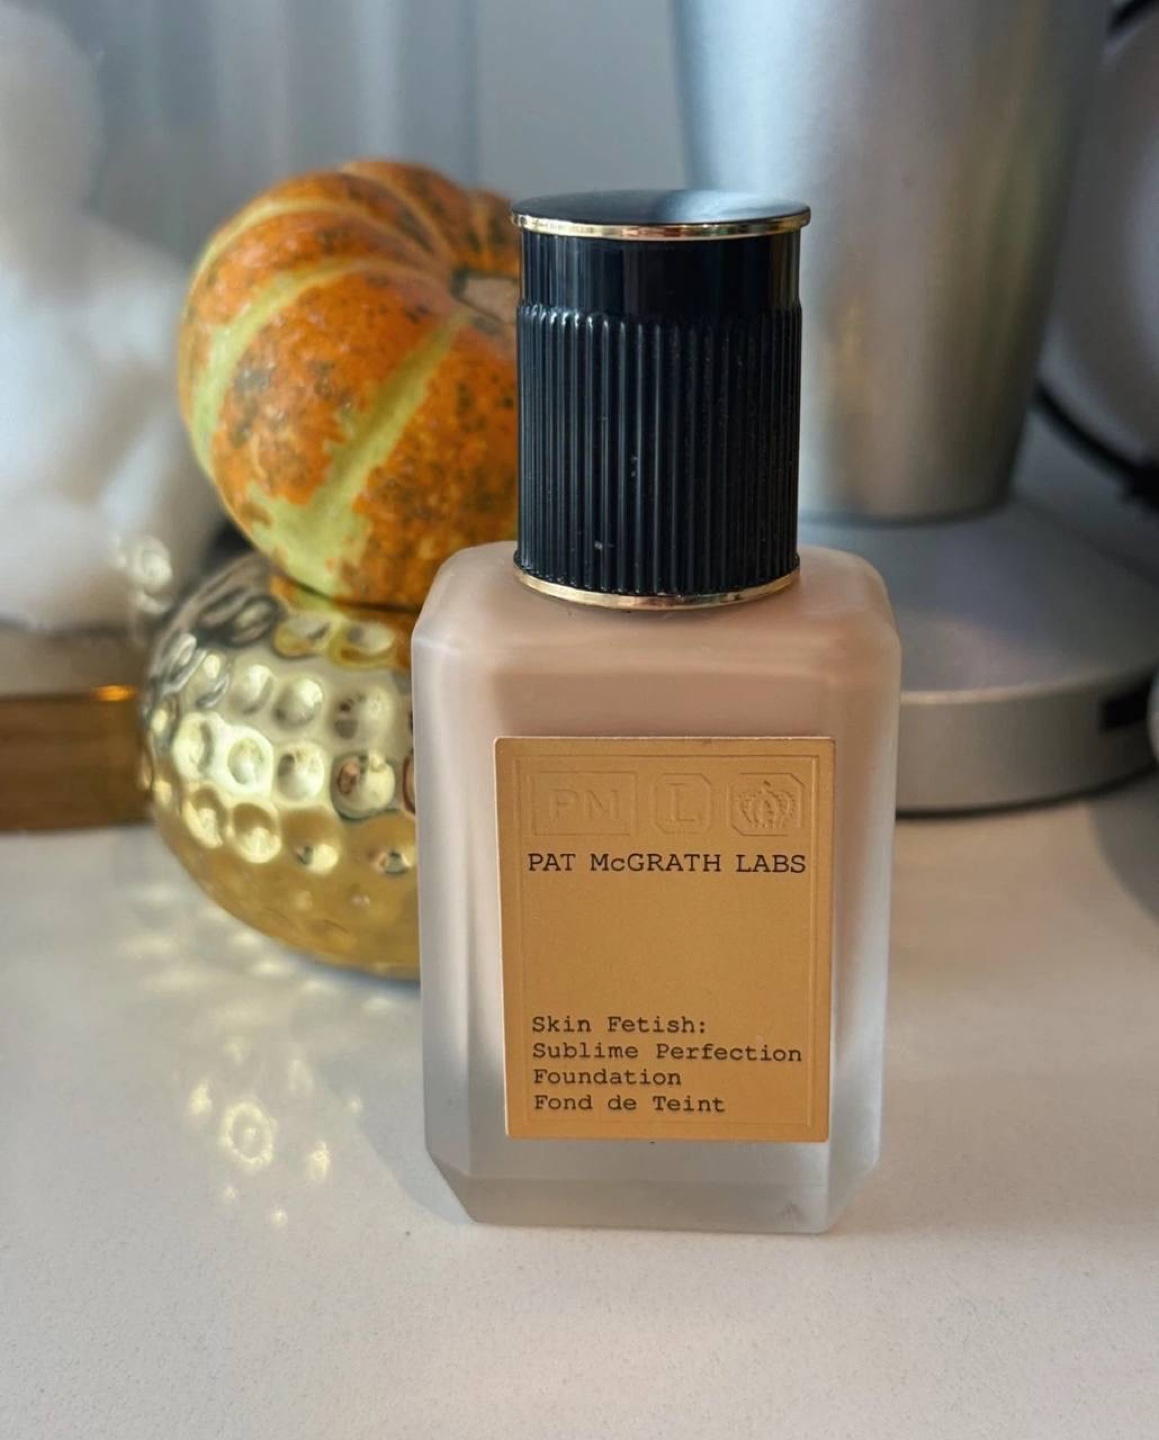 PM L
PAT McGRATH LABS
Skin Fetish:
Sublime Perfection
Foundation
Fond de Teint